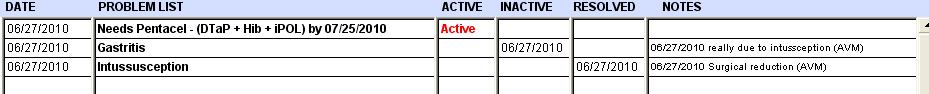 DATE PROBLEM LIST ACTIVE INACTIVE RESOLVED NOTES
06/27/2010 Needs Pentacel - (DTaP + Hib + iPOL) by 07/25/2010 Active
06/27/2010 Gastritis 06/27/2010 06/27/2010 really due to intussception (AVM)
06/27/2010 Intussusception 06/27/2010 06/27/2010 Surgical reduction (AVM)